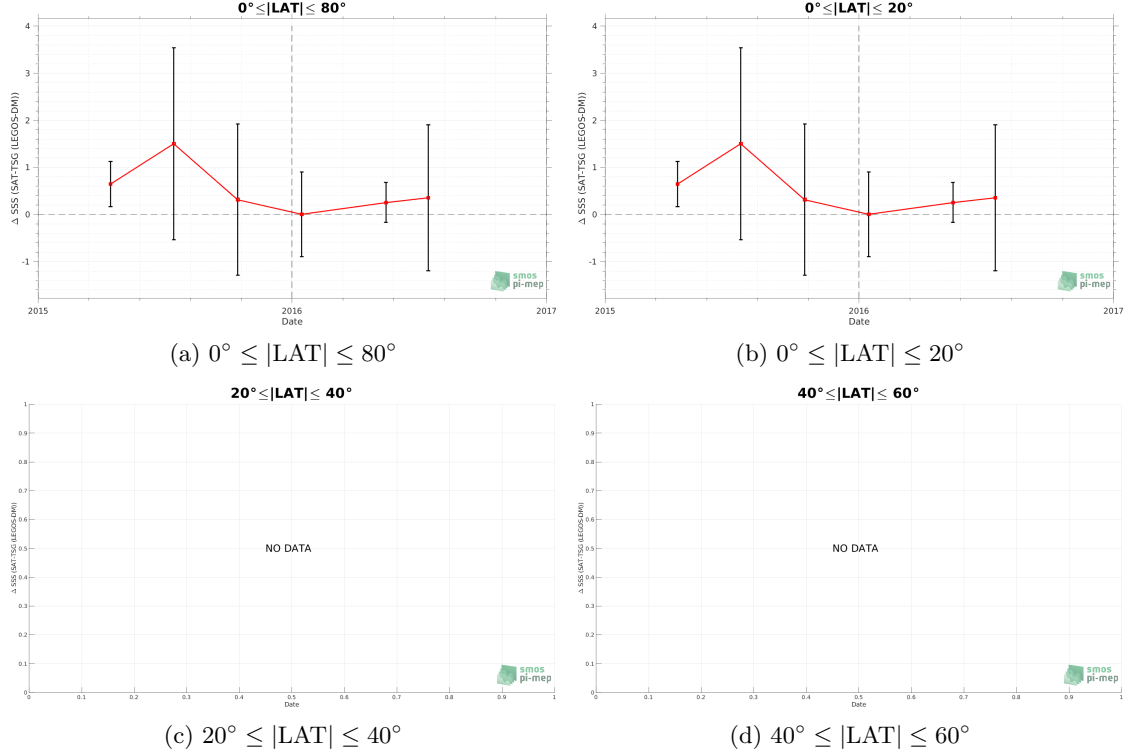 0°≤|LAT|≤ 80°
4
3
2
1
0
-1
Δ SSS (SAT-TSG (LEGOS-DM))
2015
2016
2017
Date
smos
pi-mep
(a) 0° ≤ |LAT| ≤ 80°
0°≤|LAT|≤ 20°
4
3
2
1
0
-1
Δ SSS (SAT-TSG (LEGOS-DM))
2015
2016
2017
Date
smos
pi-mep
(b) 0° ≤ |LAT| ≤ 20°
20°≤|LAT|≤ 40°
1
0.9
0.8
0.7
0.6
0.5
0.4
0.3
0.2
0.1
0
Δ SSS (SAT-TSG (LEGOS-DM))
NO DATA
0 0.1 0.2 0.3 0.4 0.5 0.6 0.7 0.8 0.9 1
Date
smos
pi-mep
(c) 20° ≤ |LAT| ≤ 40°
40°≤|LAT|≤ 60°
1
0.9
0.8
0.7
0.6
0.5
0.4
0.3
0.2
0.1
0
Δ SSS (SAT-TSG (LEGOS-DM))
NO DATA
0 0.1 0.2 0.3 0.4 0.5 0.6 0.7 0.8 0.9 1
Date
smos
pi-mep
(d) 40° ≤ |LAT| ≤ 60°